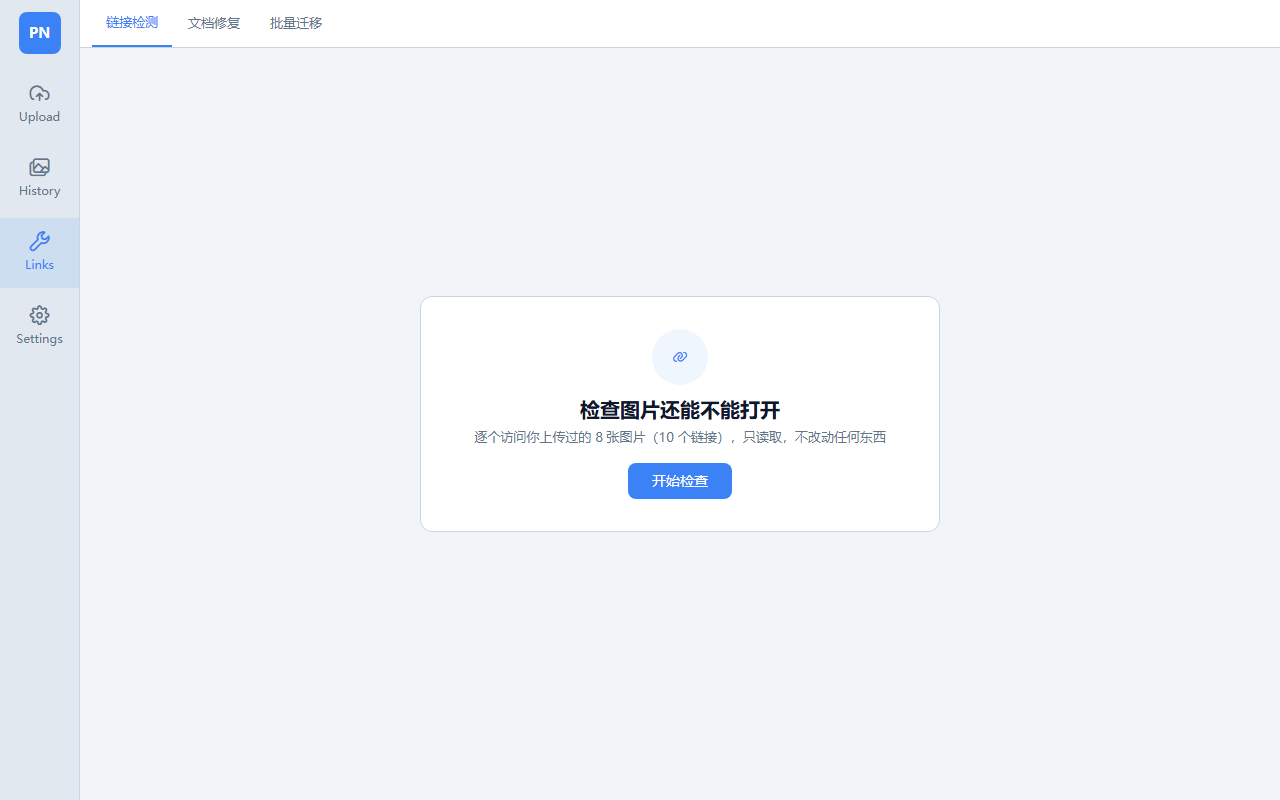 PN
Upload
History
Links
Settings
链接检测
文档修复
批量迁移
检查图片还能不能打开
逐个访问你上传过的 8 张图片（10 个链接），只读取，不改动任何东西
开始检查